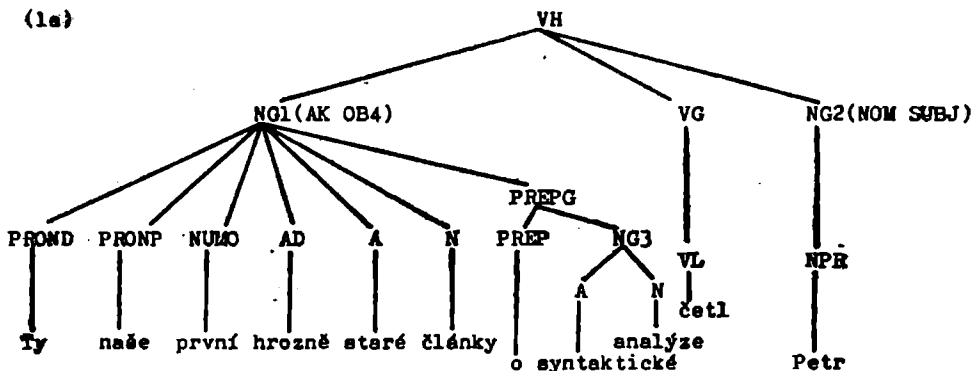 (1a)
VH
NG1(AK OB4) VG NG2(NOM SUBJ)
PREPG
PROND PRONP NUMO AD A N PREP NG3
VL NPR
A N
četl
Ty naše první hrozně staré články analýze
o syntaktické Petr